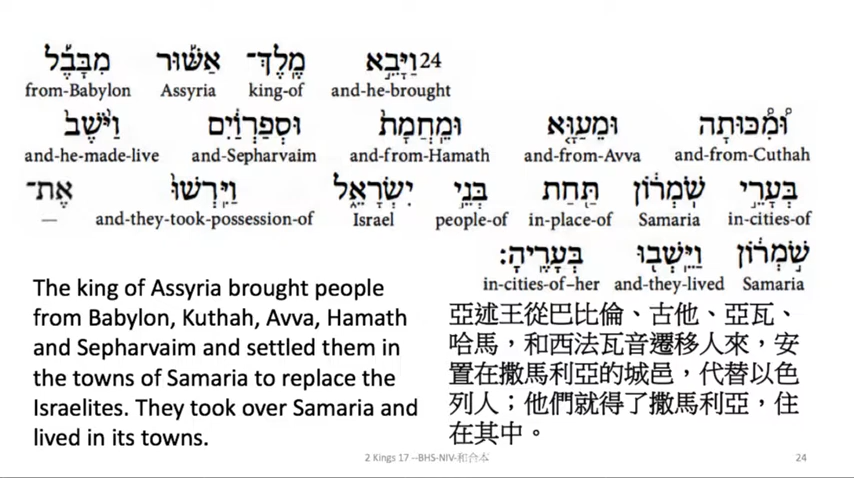 24 וַיָּבֵ֣א מֶֽלֶךְ־ אַשּׁ֡וּר מִבָּבֶ֡ל
from-Babylon Assyria king-of and-he-brought
וּ֠מִכּ֠וּתָה וּמֵעַוָּ֤א וּמֵֽחֲמָת֙ וּסְפַרְוַ֔יִם וַיֹּ֙שֶׁב֙
and-he-made-live and-Sepharvaim and-from-Hamath and-from-Avva and-from-Cuthah
בְּעָרֵ֣י שֹֽׁמְר֔וֹן תַּ֖חַת בְּנֵ֣י יִשְׂרָאֵ֑ל וַיִּֽרְשׁוּ֙ אֶת־
— and-they-took-possession-of Israel people-of in-place-of Samaria in-cities-of
שֹׁ֣מְר֔וֹן וַיֵּֽשְׁב֖וּ בְּעָרֶֽיהָ׃
in-cities-of–her and-they-lived Samaria
The king of Assyria brought people
from Babylon, Kuthah, Avva, Hamath
and Sepharvaim and settled them in
the towns of Samaria to replace the
Israelites. They took over Samaria and
lived in its towns.
亞述王從巴比倫、古他、亞瓦、
哈馬，和西法瓦音遷移人來，安
置在撒馬利亞的城邑，代替以色
列人；他們就得了撒馬利亞，住
在其中。
2 Kings 17 --BHS-NIV-和合本
24